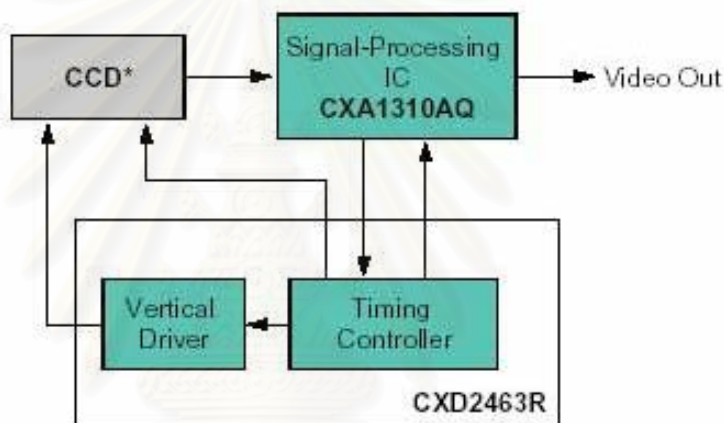 CCD*
Signal-Processing
IC
CXA1310AQ
Video Out
Vertical
Driver
Timing
Controller
CXD2463R